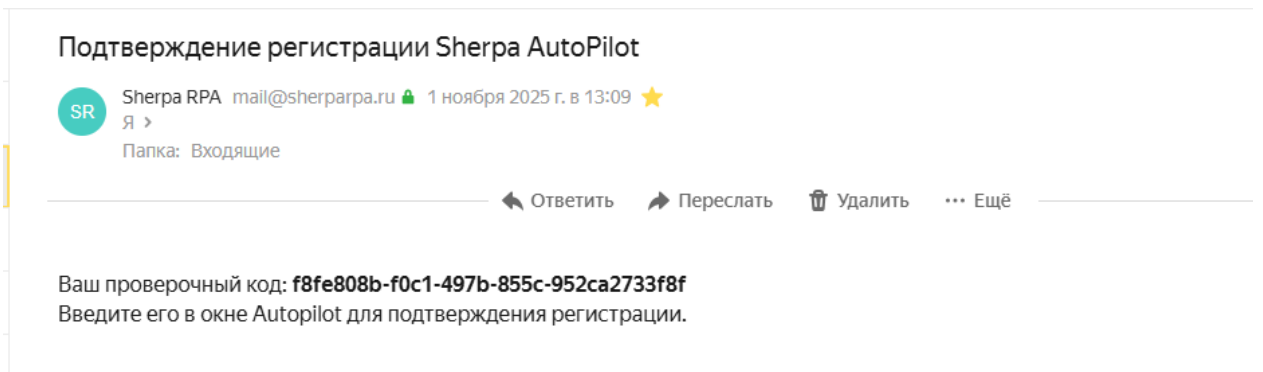 Подтверждение регистрации Sherpa AutoPilot
SR
Sherpa RPA mail@sherparpa.ru 1 ноября 2025 г. в 13:09
Я >
Папка: Входящие
Ответить Переслать Удалить ··· Ещё
Ваш проверочный код: f8fe808b-f0c1-497b-855c-952ca2733f8f
Введите его в окне Autopilot для подтверждения регистрации.